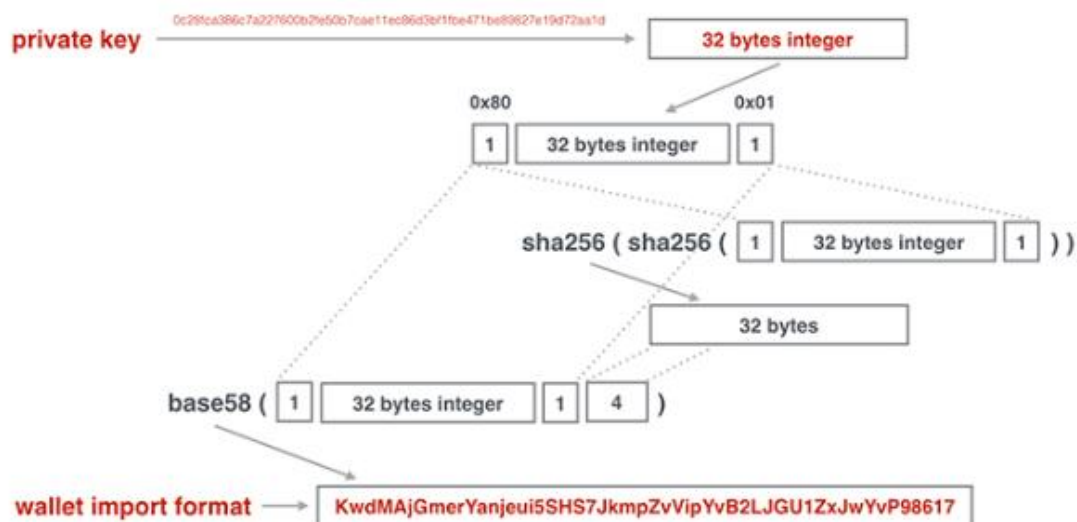 0c28fca386c7a227600b2fe50b7cae11ec86d3bf1fbe471be89827e19d72aa1d
private key 32 bytes integer
0x80 0x01
1 32 bytes integer 1
sha256 ( sha256 ( 1 32 bytes integer 1 ) )
32 bytes
base58 ( 1 32 bytes integer 1 4 )
wallet import format KwdMAjGmerYanjeui5SHS7JkmpZvVipYvB2LJGU1ZxJwYvP98617